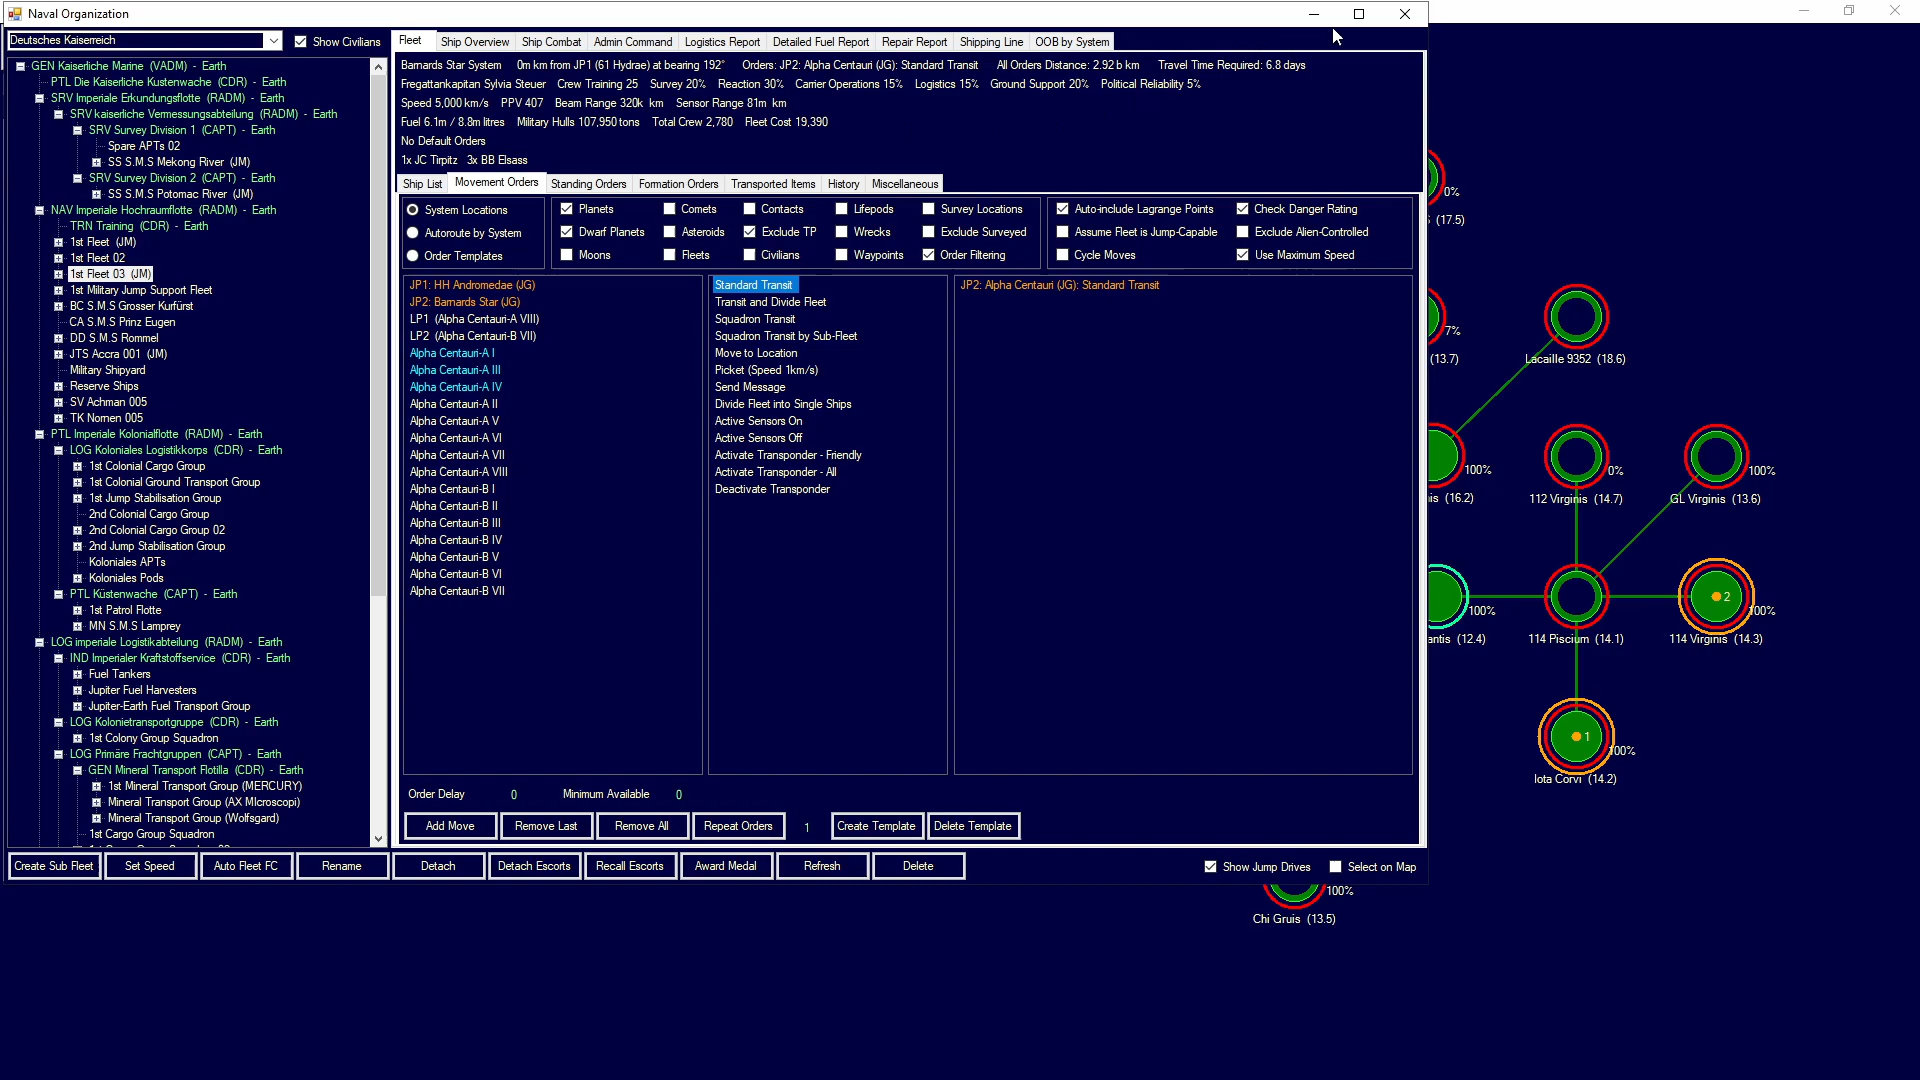 Naval Organization
Deutsches Kaiserreich
Show Civilians
GEN Kaiserliche Marine (VADM) - Earth
PTL Die Kaiserliche Kustenwache (CDR) - Earth
SRV Imperiale Erkundungsflotte (RADM) - Earth
SRV kaiserliche Vermessungsabteilung (RADM) - Earth
SRV Survey Division 1 (CAPT) - Earth
Spare APTs 02
SS S.M.S Mekong River (JM)
SRV Survey Division 2 (CAPT) - Earth
SS S.M.S Potomac River (JM)
NAV Imperiale Hochraumflotte (RADM) - Earth
TRN Training (CDR) - Earth
1st Fleet (JM)
1st Fleet 02
1st Fleet 03 (JM)
1st Military Jump Support Fleet
BC S.M.S Grosser Kurfürst
CA S.M.S Prinz Eugen
DD S.M.S Rommel
JTS Accra 001 (JM)
Military Shipyard
Reserve Ships
SV Achman 005
TK Nornen 005
PTL Imperiale Kolonialflotte (RADM) - Earth
LOG Koloniales Logistikkorps (CDR) - Earth
1st Colonial Cargo Group
1st Colonial Ground Transport Group
1st Jump Stabilisation Group
2nd Colonial Cargo Group
2nd Colonial Cargo Group 02
2nd Jump Stabilisation Group
Koloniales APTs
Koloniales Pods
PTL Küstenwache (CAPT) - Earth
1st Patrol Flotte
MN S.M.S Lamprey
LOG imperiale Logistikabteilung (RADM) - Earth
IND Imperialer Kraftstoffservice (CDR) - Earth
Fuel Tankers
Jupiter Fuel Harvesters
Jupiter-Earth Fuel Transport Group
LOG Kolonietransportgruppe (CDR) - Earth
1st Colony Group Squadron
LOG Primäre Frachtgruppen (CAPT) - Earth
GEN Mineral Transport Flotilla (CDR) - Earth
1st Mineral Transport Group (MERCURY)
Mineral Transport Group (AX MIcroscopi)
Mineral Transport Group (Wolfsgard)
1st Cargo Group Squadron
Fleet Ship Overview Ship Combat Admin Command Logistics Report Detailed Fuel Report Repair Report Shipping Line OOB by System
Barnards Star System 0m km from JP1 (61 Hydrae) at bearing 192° Orders: JP2: Alpha Centauri (JG): Standard Transit All Orders Distance: 2.92 b km Travel Time Required: 6.8 days
Fregattankapitan Sylvia Steuer Crew Training 25 Survey 20% Reaction 30% Carrier Operations 15% Logistics 15% Ground Support 20% Political Reliability 5%
Speed 5,000 km/s PPV 407 Beam Range 320k km Sensor Range 81m km
Fuel 6.1m / 8.8m litres Military Hulls 107,950 tons Total Crew 2,780 Fleet Cost 19,390
No Default Orders
1x JC Tirpitz 3x BB Elsass
Ship List Movement Orders Standing Orders Formation Orders Transported Items History Miscellaneous
System Locations
Autoroute by System
Order Templates
Planets Comets Contacts Lifepods Survey Locations
Dwarf Planets Asteroids Exclude TP Wrecks Exclude Surveyed
Moons Fleets Civilians Waypoints Order Filtering
Auto-include Lagrange Points Check Danger Rating
Assume Fleet is Jump-Capable Exclude Alien-Controlled
Cycle Moves Use Maximum Speed
JP1: HH Andromedae (JG)
JP2: Barnards Star (JG)
LP1 (Alpha Centauri-A VIII)
LP2 (Alpha Centauri-B VII)
Alpha Centauri-A I
Alpha Centauri-A III
Alpha Centauri-A IV
Alpha Centauri-A II
Alpha Centauri-A V
Alpha Centauri-A VI
Alpha Centauri-A VII
Alpha Centauri-A VIII
Alpha Centauri-B I
Alpha Centauri-B II
Alpha Centauri-B III
Alpha Centauri-B IV
Alpha Centauri-B V
Alpha Centauri-B VI
Alpha Centauri-B VII
Standard Transit
Transit and Divide Fleet
Squadron Transit
Squadron Transit by Sub-Fleet
Move to Location
Picket (Speed 1km/s)
Send Message
Divide Fleet into Single Ships
Active Sensors On
Active Sensors Off
Activate Transponder - Friendly
Activate Transponder - All
Deactivate Transponder
JP2: Alpha Centauri (JG): Standard Transit
Order Delay 0 Minimum Available 0
Add Move Remove Last Remove All Repeat Orders 1 Create Template Delete Template
Create Sub Fleet Set Speed Auto Fleet FC Rename Detach Detach Escorts Recall Escorts Award Medal Refresh Delete
Show Jump Drives Select on Map
0%
(17.5)
7%
(13.7)
Lacaille 9352 (18.6)
100%
is (16.2)
0%
112 Virginis (14.7)
100%
GL Virginis (13.6)
100%
antis (12.4)
114 Piscium (14.1)
2
100%
114 Virginis (14.3)
1
100%
Iota Corvi (14.2)
100%
Chi Gruis (13.5)